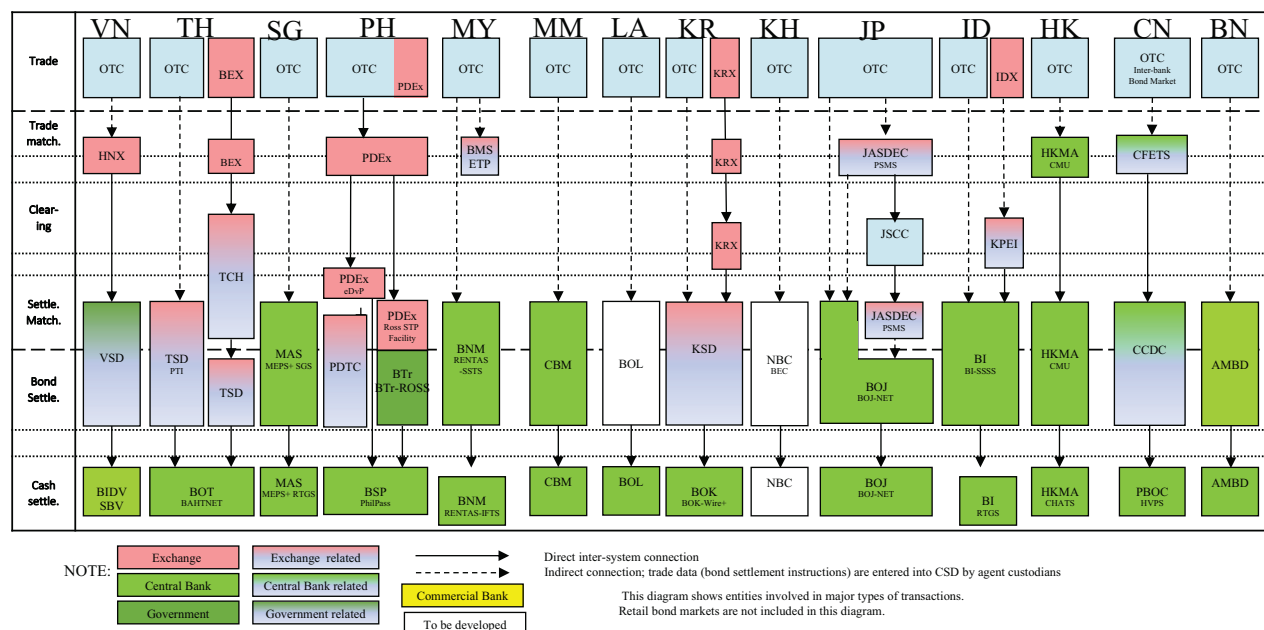 VN TH SG PH MY MM LA KR KH JP ID HK CN BN
Trade
OTC
OTC
BEX
OTC
OTC
PDEx
OTC
OTC
OTC
OTC
KRX
OTC
OTC
OTC
IDX
OTC
OTC
Inter-bank
Bond Market
OTC
Trade
match.
HNX
BEX
PDEx
BMS
ETP
KRX
JASDEC
PSMS
HKMA
CMU
CFETS
Clear-
ing
TCH
PDEx
eDvP
KRX
JSCC
KPEI
Settle.
Match.
PDEx
Ross STP
Facility
JASDEC
PSMS
Bond
Settle.
VSD
TSD
PTI
TSD
MAS
MEPS+ SGS
PDTC
BTr
BTr-ROSS
BNM
RENTAS
-SSTS
CBM
BOL
KSD
NBC
BEC
BOJ
BOJ-NET
BI
BI-SSSS
HKMA
CMU
CCDC
AMBD
Cash
settle.
BIDV
SBV
BOT
BAHTNET
MAS
MEPS+ RTGS
BSP
PhilPass
BNM
RENTAS-IFTS
CBM
BOL
BOK
BOK-Wire+
NBC
BOJ
BOJ-NET
BI
RTGS
HKMA
CHATS
PBOC
HVPS
AMBD
NOTE:
Exchange
Exchange related
Central Bank
Central Bank related
Government
Government related
Direct inter-system connection
Indirect connection; trade data (bond settlement instructions) are entered into CSD by agent custodians
Commercial Bank
To be developed
This diagram shows entities involved in major types of transactions.
Retail bond markets are not included in this diagram.